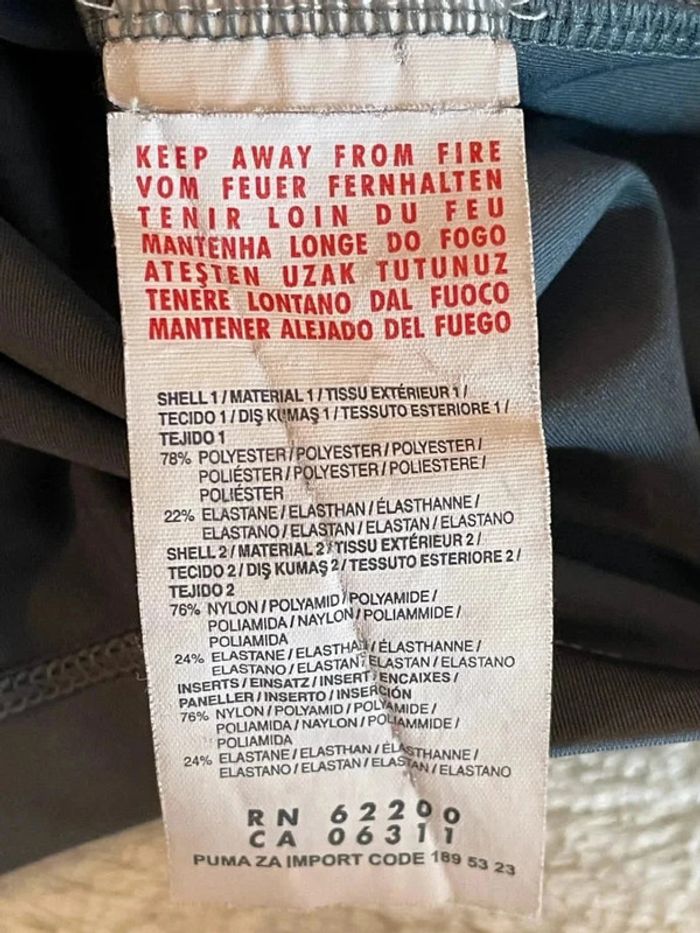 KEEP AWAY FROM FIRE
VOM FEUER FERNHALTEN
TENIR LOIN DU FEU
MANTENHA LONGE DO FOGO
ATEŞTEN UZAK TUTUNUZ
TENERE LONTANO DAL FUOCO
MANTENER ALEJADO DEL FUEGO
SHELL 1 / MATERIAL 1 / TISSU EXTÉRIEUR 1 /
TECIDO 1 / DIŞ KUMAŞ 1 / TESSUTO ESTERIORE 1 /
TEJIDO 1
78% POLYESTER / POLYESTER / POLYESTER /
POLIÉSTER / POLYESTER / POLIESTERE /
POLIÉSTER
22% ELASTANE / ELASTHAN / ÉLASTHANNE /
ELASTANO / ELASTAN / ELASTAN / ELASTANO
SHELL 2 / MATERIAL 2 / TISSU EXTÉRIEUR 2 /
TECIDO 2 / DIŞ KUMAŞ 2 / TESSUTO ESTERIORE 2 /
TEJIDO 2
76% NYLON / POLYAMID / POLYAMIDE /
POLIAMIDA / NAYLON / POLIAMMIDE /
POLIAMIDA
24% ELASTANE / ELASTHAN / ÉLASTHANNE /
ELASTANO / ELASTAN / ELASTAN / ELASTANO
INSERTS / EINSATZ / INSERT / ENCAIXES /
PANELLER / INSERTO / INSERCIÓN
76% NYLON / POLYAMID / POLYAMIDE /
POLIAMIDA / NAYLON / POLIAMMIDE /
POLIAMIDA
24% ELASTANE / ELASTHAN / ÉLASTHANNE /
ELASTANO / ELASTAN / ELASTAN / ELASTANO
RN 62200
CA 06311
PUMA ZA IMPORT CODE 189 53 23